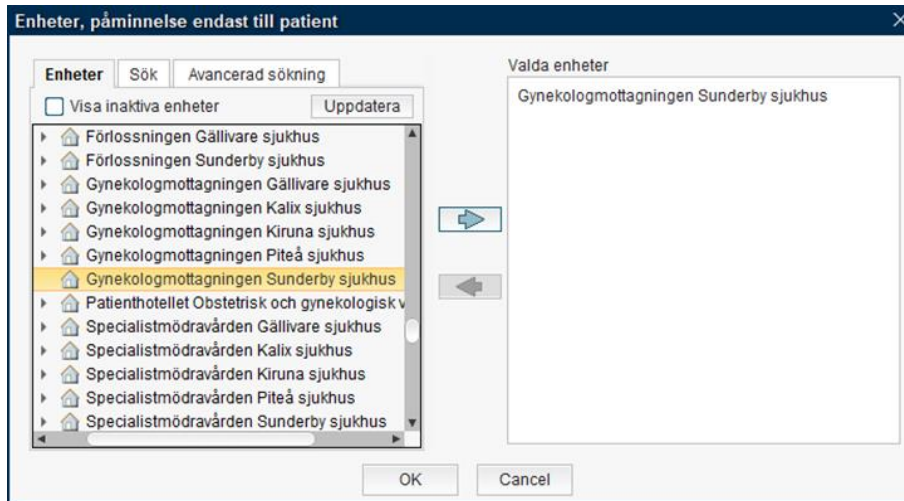 Enheter, påminnelse endast till patient
Enheter Sök Avancerad sökning
Visa inaktiva enheter Uppdatera
Förlossningen Gällivare sjukhus
Förlossningen Sunderby sjukhus
Gynekologmottagningen Gällivare sjukhus
Gynekologmottagningen Kalix sjukhus
Gynekologmottagningen Kiruna sjukhus
Gynekologmottagningen Piteå sjukhus
Gynekologmottagningen Sunderby sjukhus
Patienthotellet Obstetrisk och gynekologisk v
Specialistmödravården Gällivare sjukhus
Specialistmödravården Kalix sjukhus
Specialistmödravården Kiruna sjukhus
Specialistmödravården Piteå sjukhus
Specialistmödravården Sunderby sjukhus
Valda enheter
Gynekologmottagningen Sunderby sjukhus
OK Cancel